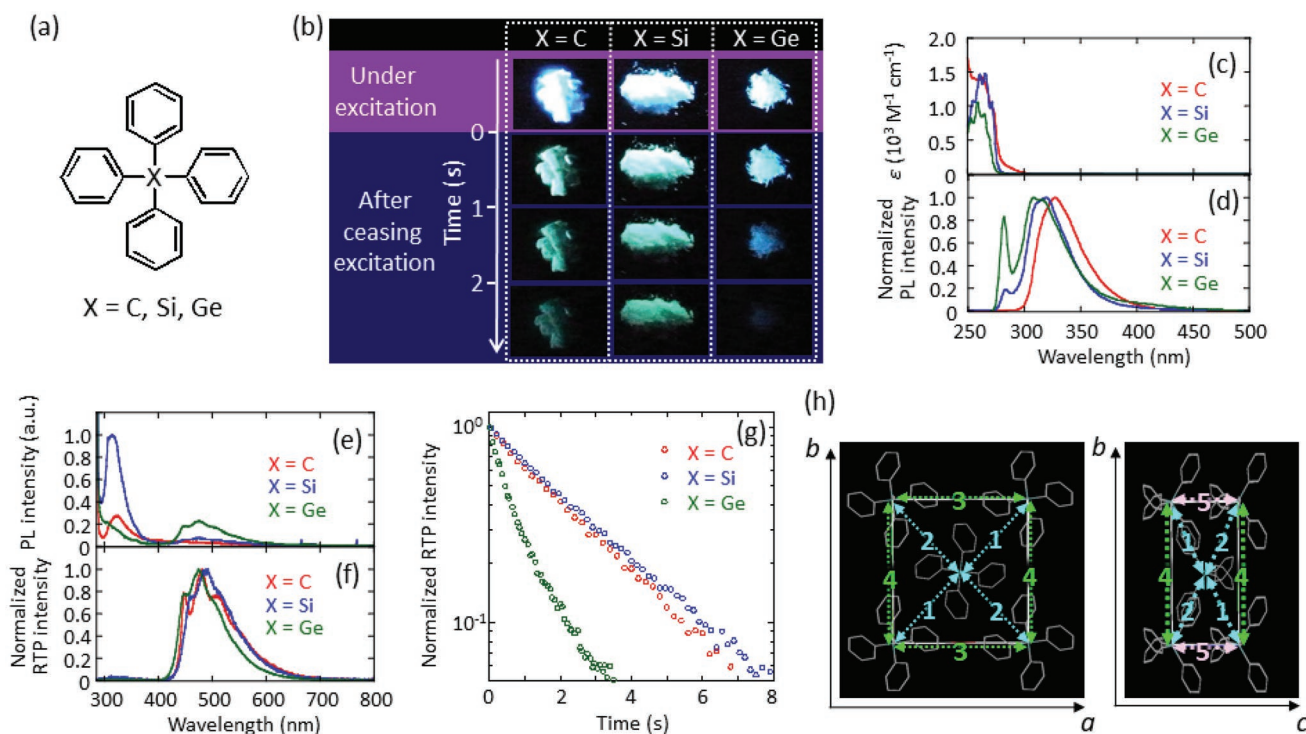 (a)
X
X = C, Si, Ge
(b)
X = C
X = Si
X = Ge
Under
excitation
After
ceasing
excitation
Time (s)
0
1
2
(c)
ε (10³ M⁻¹ cm⁻¹)
2.0
1.5
1.0
0.5
0
X = C
X = Si
X = Ge
(d)
Normalized
PL intensity
1.0
0.8
0.6
0.4
0.2
0
X = C
X = Si
X = Ge
250 300 350 400 450 500
Wavelength (nm)
(e)
PL intensity (a.u.)
1.0
0.8
0.6
0.4
0.2
0
X = C
X = Si
X = Ge
(f)
Normalized
RTP intensity
1.0
0.8
0.6
0.4
0.2
0
X = C
X = Si
X = Ge
300 400 500 600 700 800
Wavelength (nm)
(g)
Normalized RTP intensity
10⁰
10⁻¹
X = C
X = Si
X = Ge
0 2 4 6 8
Time (s)
(h)
b
3
2 1
4 4
1 2
3
a
b
5
1 2
4 4
2 1
5
c